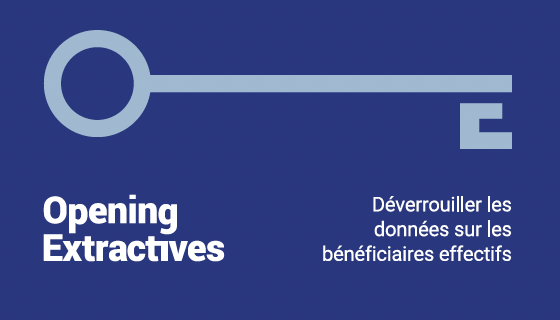 Opening
Extractives
Déverrouiller les
données sur les
bénéficiaires effectifs